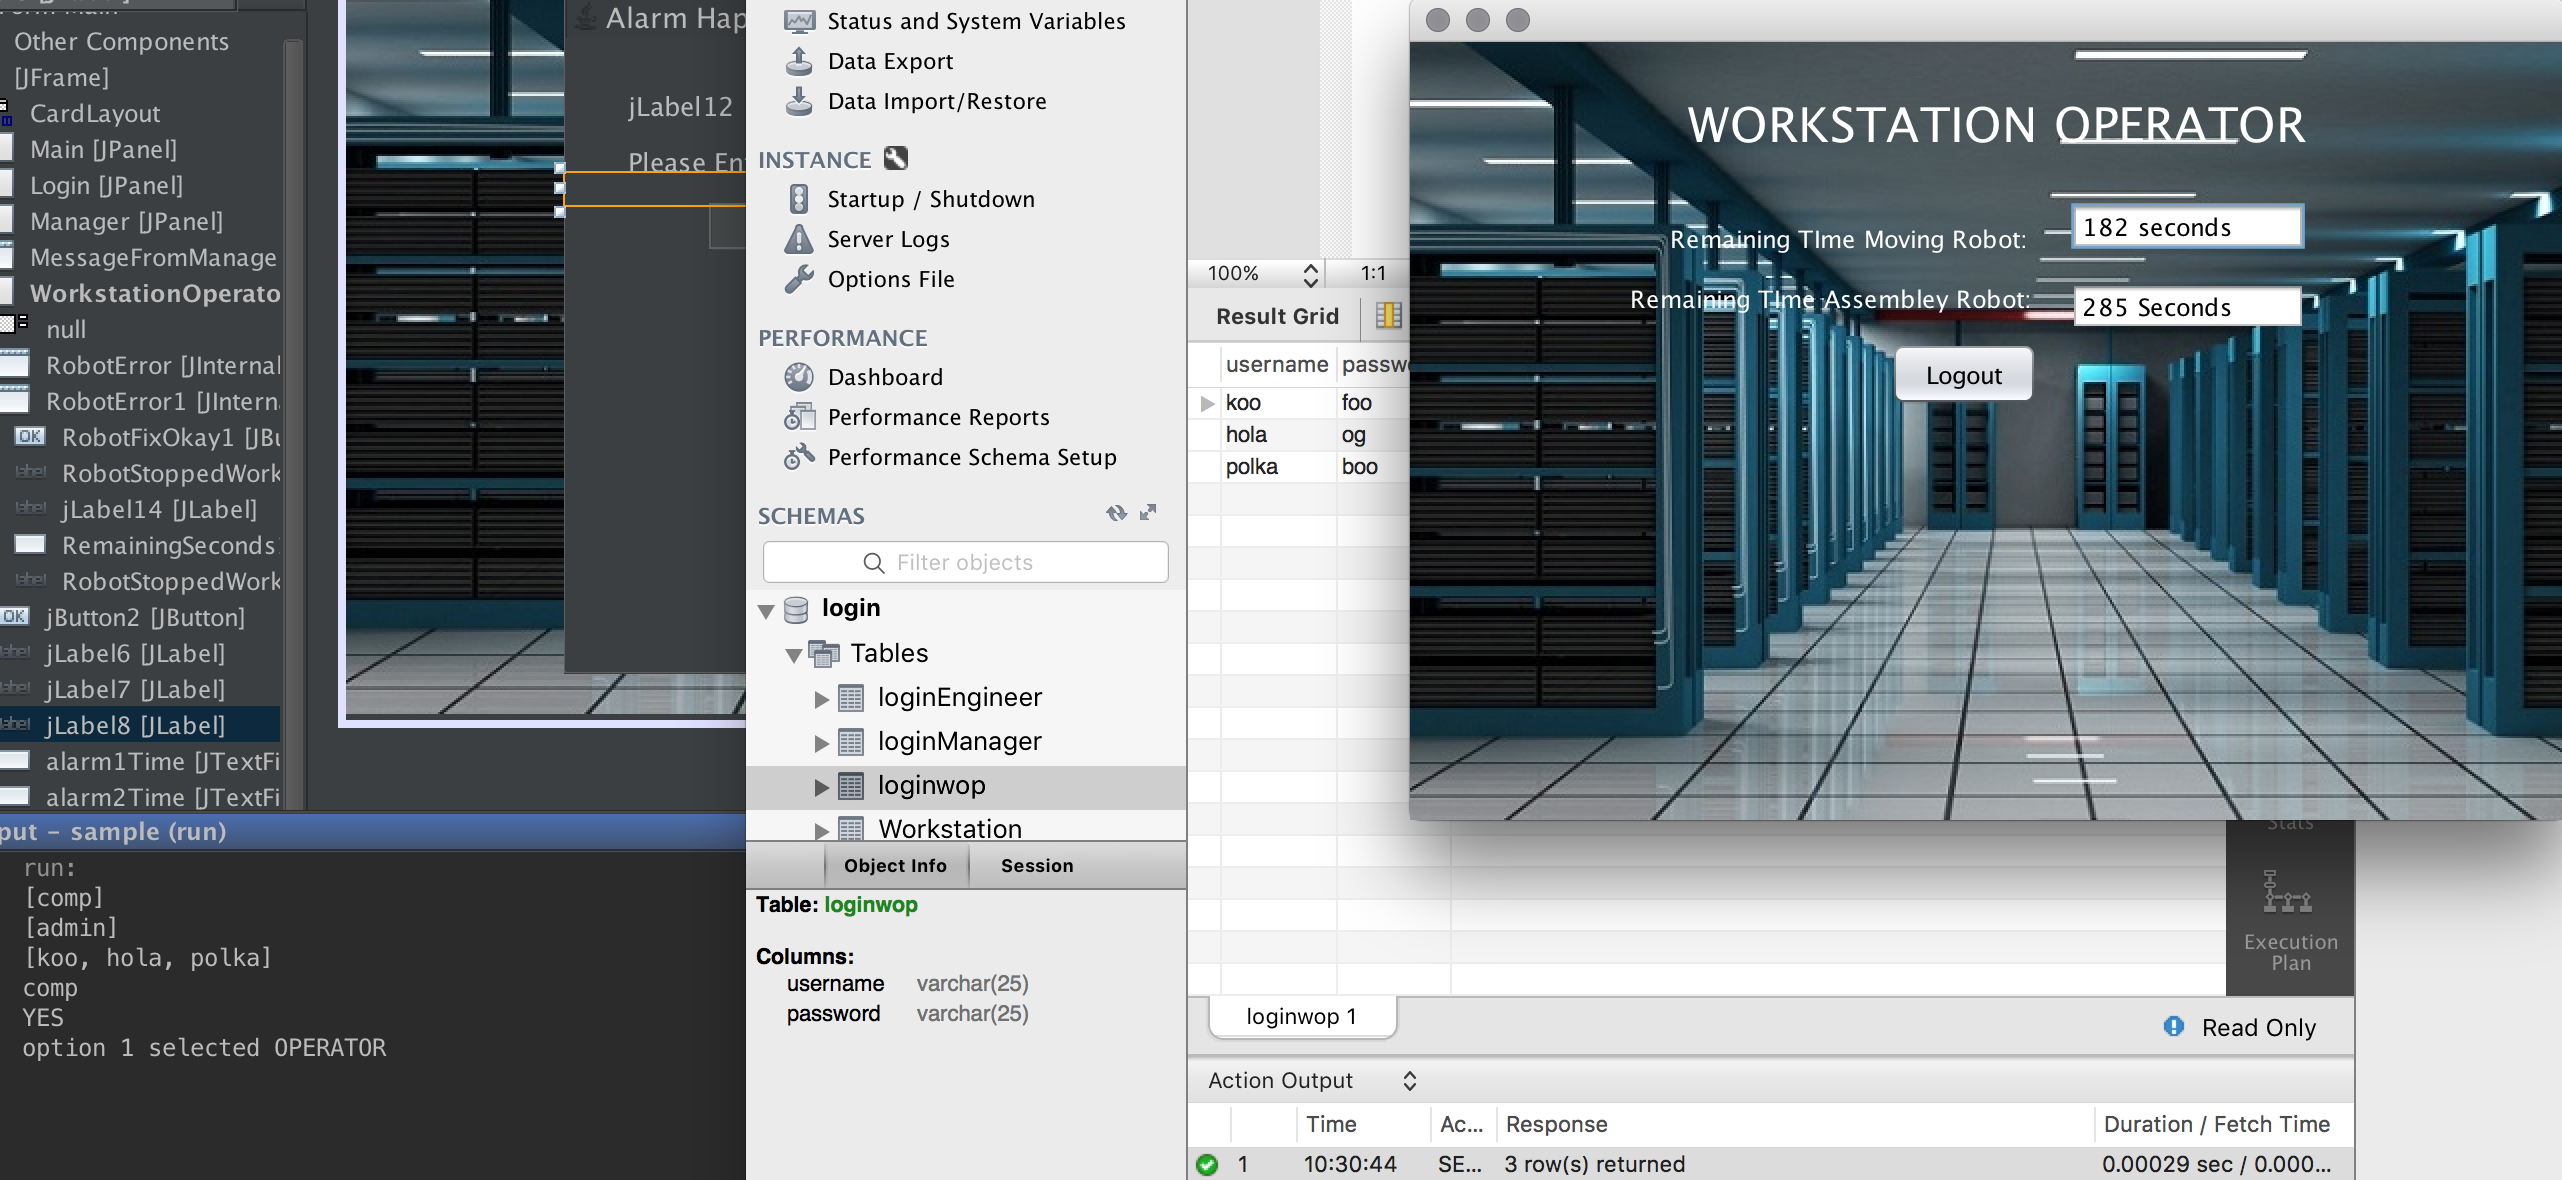 Other Components
[JFrame]
CardLayout
Main [JPanel]
Login [JPanel]
Manager [JPanel]
MessageFromManage
WorkstationOperato
null
RobotError [JInternal
RobotError1 [JIntern
RobotFixOkay1 [JBu
RobotStoppedWork
jLabel14 [JLabel]
RemainingSeconds
RobotStoppedWork
jButton2 [JButton]
jLabel6 [JLabel]
jLabel7 [JLabel]
jLabel8 [JLabel]
alarm1Time [JTextFi
alarm2Time [JTextFi
OK
label
label
OK
label
label
label
put - sample (run)
run:
[comp]
[admin]
[koo, hola, polka]
comp
YES
option 1 selected OPERATOR
Alarm Hap
jLabel12
Please En
Status and System Variables
Data Export
Data Import/Restore
INSTANCE
Startup / Shutdown
Server Logs
Options File
PERFORMANCE
Dashboard
Performance Reports
Performance Schema Setup
SCHEMAS
Filter objects
login
Tables
loginEngineer
loginManager
loginwop
Workstation
Object Info Session
Table: loginwop
Columns:
username varchar(25)
password varchar(25)
100% 1:1
Result Grid
username passw
koo foo
hola og
polka boo
WORKSTATION OPERATOR
Remaining TIme Moving Robot: 182 seconds
Remaining TIme Assembley Robot: 285 Seconds
Logout
Stats
Execution
Plan
loginwop 1
Read Only
Action Output
Time Ac... Response Duration / Fetch Time
1 10:30:44 SE... 3 row(s) returned 0.00029 sec / 0.000...